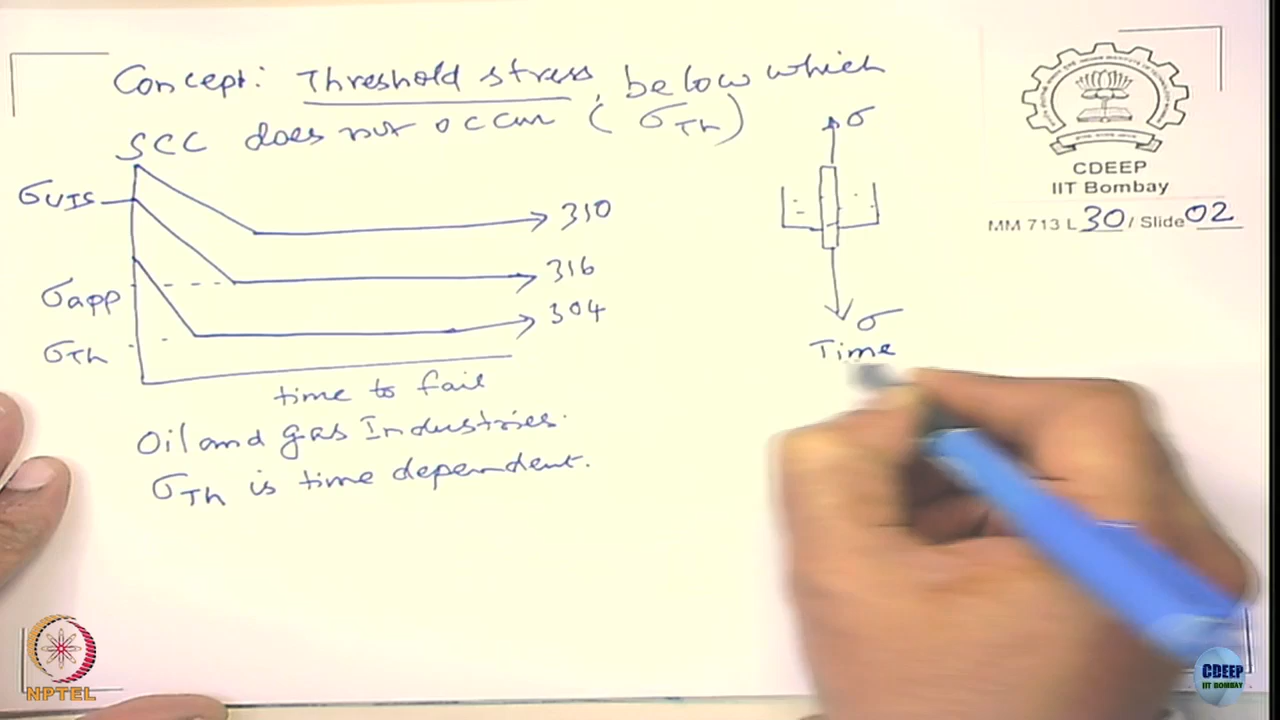 Concept: Threshold stress, below which
SCC does not occur (σTh)
σUTS
σapp
σTh
310
316
304
time to fail
Oil and gas Industries.
σTh is time dependent.
σ
σ
Time
CDEEP
IIT Bombay
MM 713 L 30 / Slide 02
NPTEL
CDEEP
IIT BOMBAY